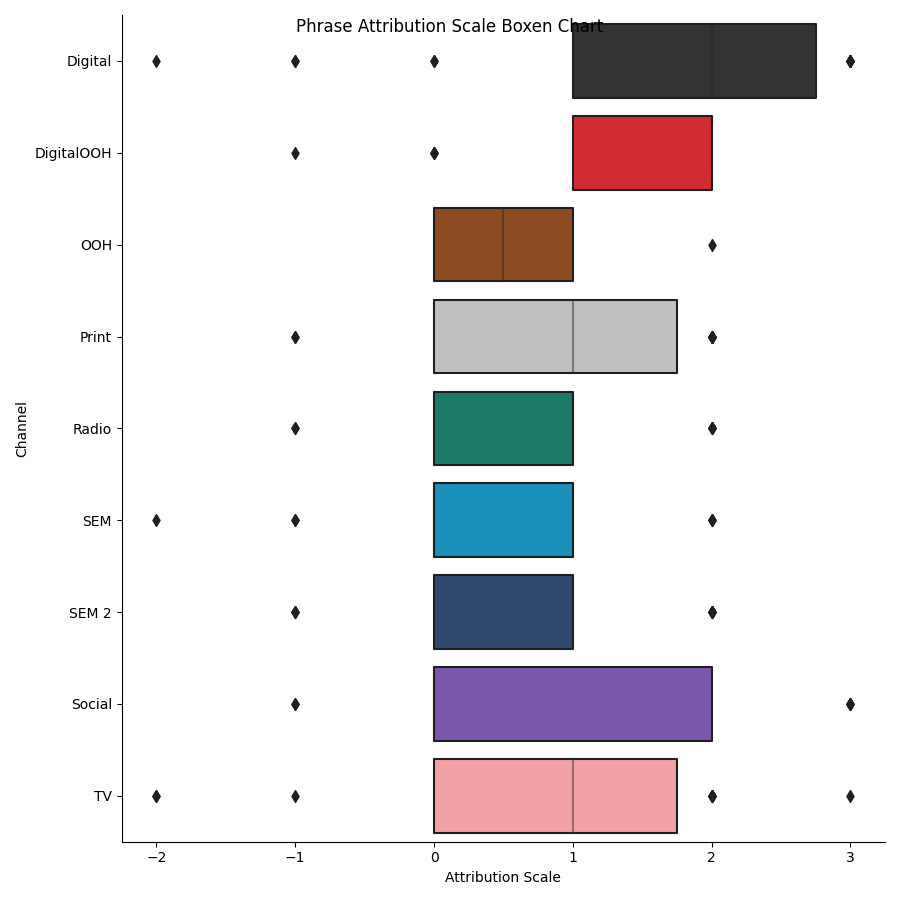 Phrase Attribution Scale Boxen Chart
Digital
DigitalOOH
OOH
Print
Radio
SEM
SEM 2
Social
TV
Channel
−2 −1 0 1 2 3
Attribution Scale